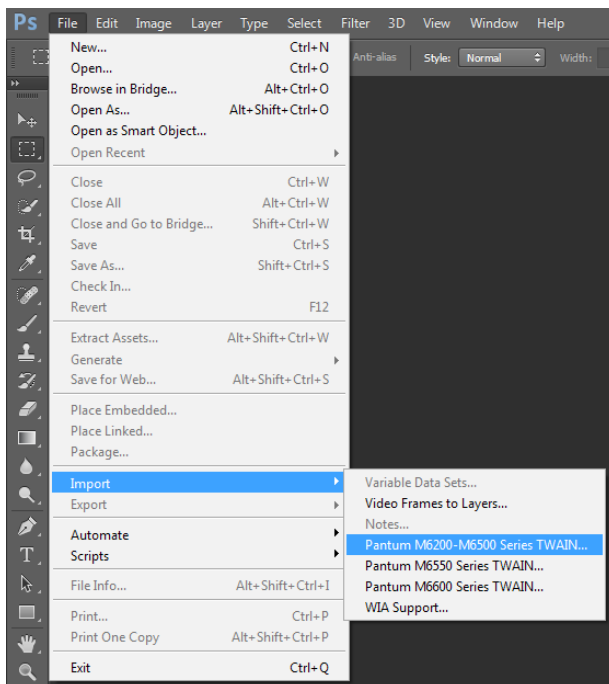 Ps File Edit Image Layer Type Select Filter 3D View Window Help
Anti-alias Style: Normal Width:
New... Ctrl+N
Open... Ctrl+O
Browse in Bridge... Alt+Ctrl+O
Open As... Alt+Shift+Ctrl+O
Open as Smart Object...
Open Recent
Close Ctrl+W
Close All Alt+Ctrl+W
Close and Go to Bridge... Shift+Ctrl+W
Save Ctrl+S
Save As... Shift+Ctrl+S
Check In...
Revert F12
Extract Assets... Alt+Shift+Ctrl+W
Generate
Save for Web... Alt+Shift+Ctrl+S
Place Embedded...
Place Linked...
Package...
Import
Export
Automate
Scripts
File Info... Alt+Shift+Ctrl+I
Print... Ctrl+P
Print One Copy Alt+Shift+Ctrl+P
Exit Ctrl+Q
Variable Data Sets...
Video Frames to Layers...
Notes...
Pantum M6200-M6500 Series TWAIN...
Pantum M6550 Series TWAIN...
Pantum M6600 Series TWAIN...
WIA Support...
T